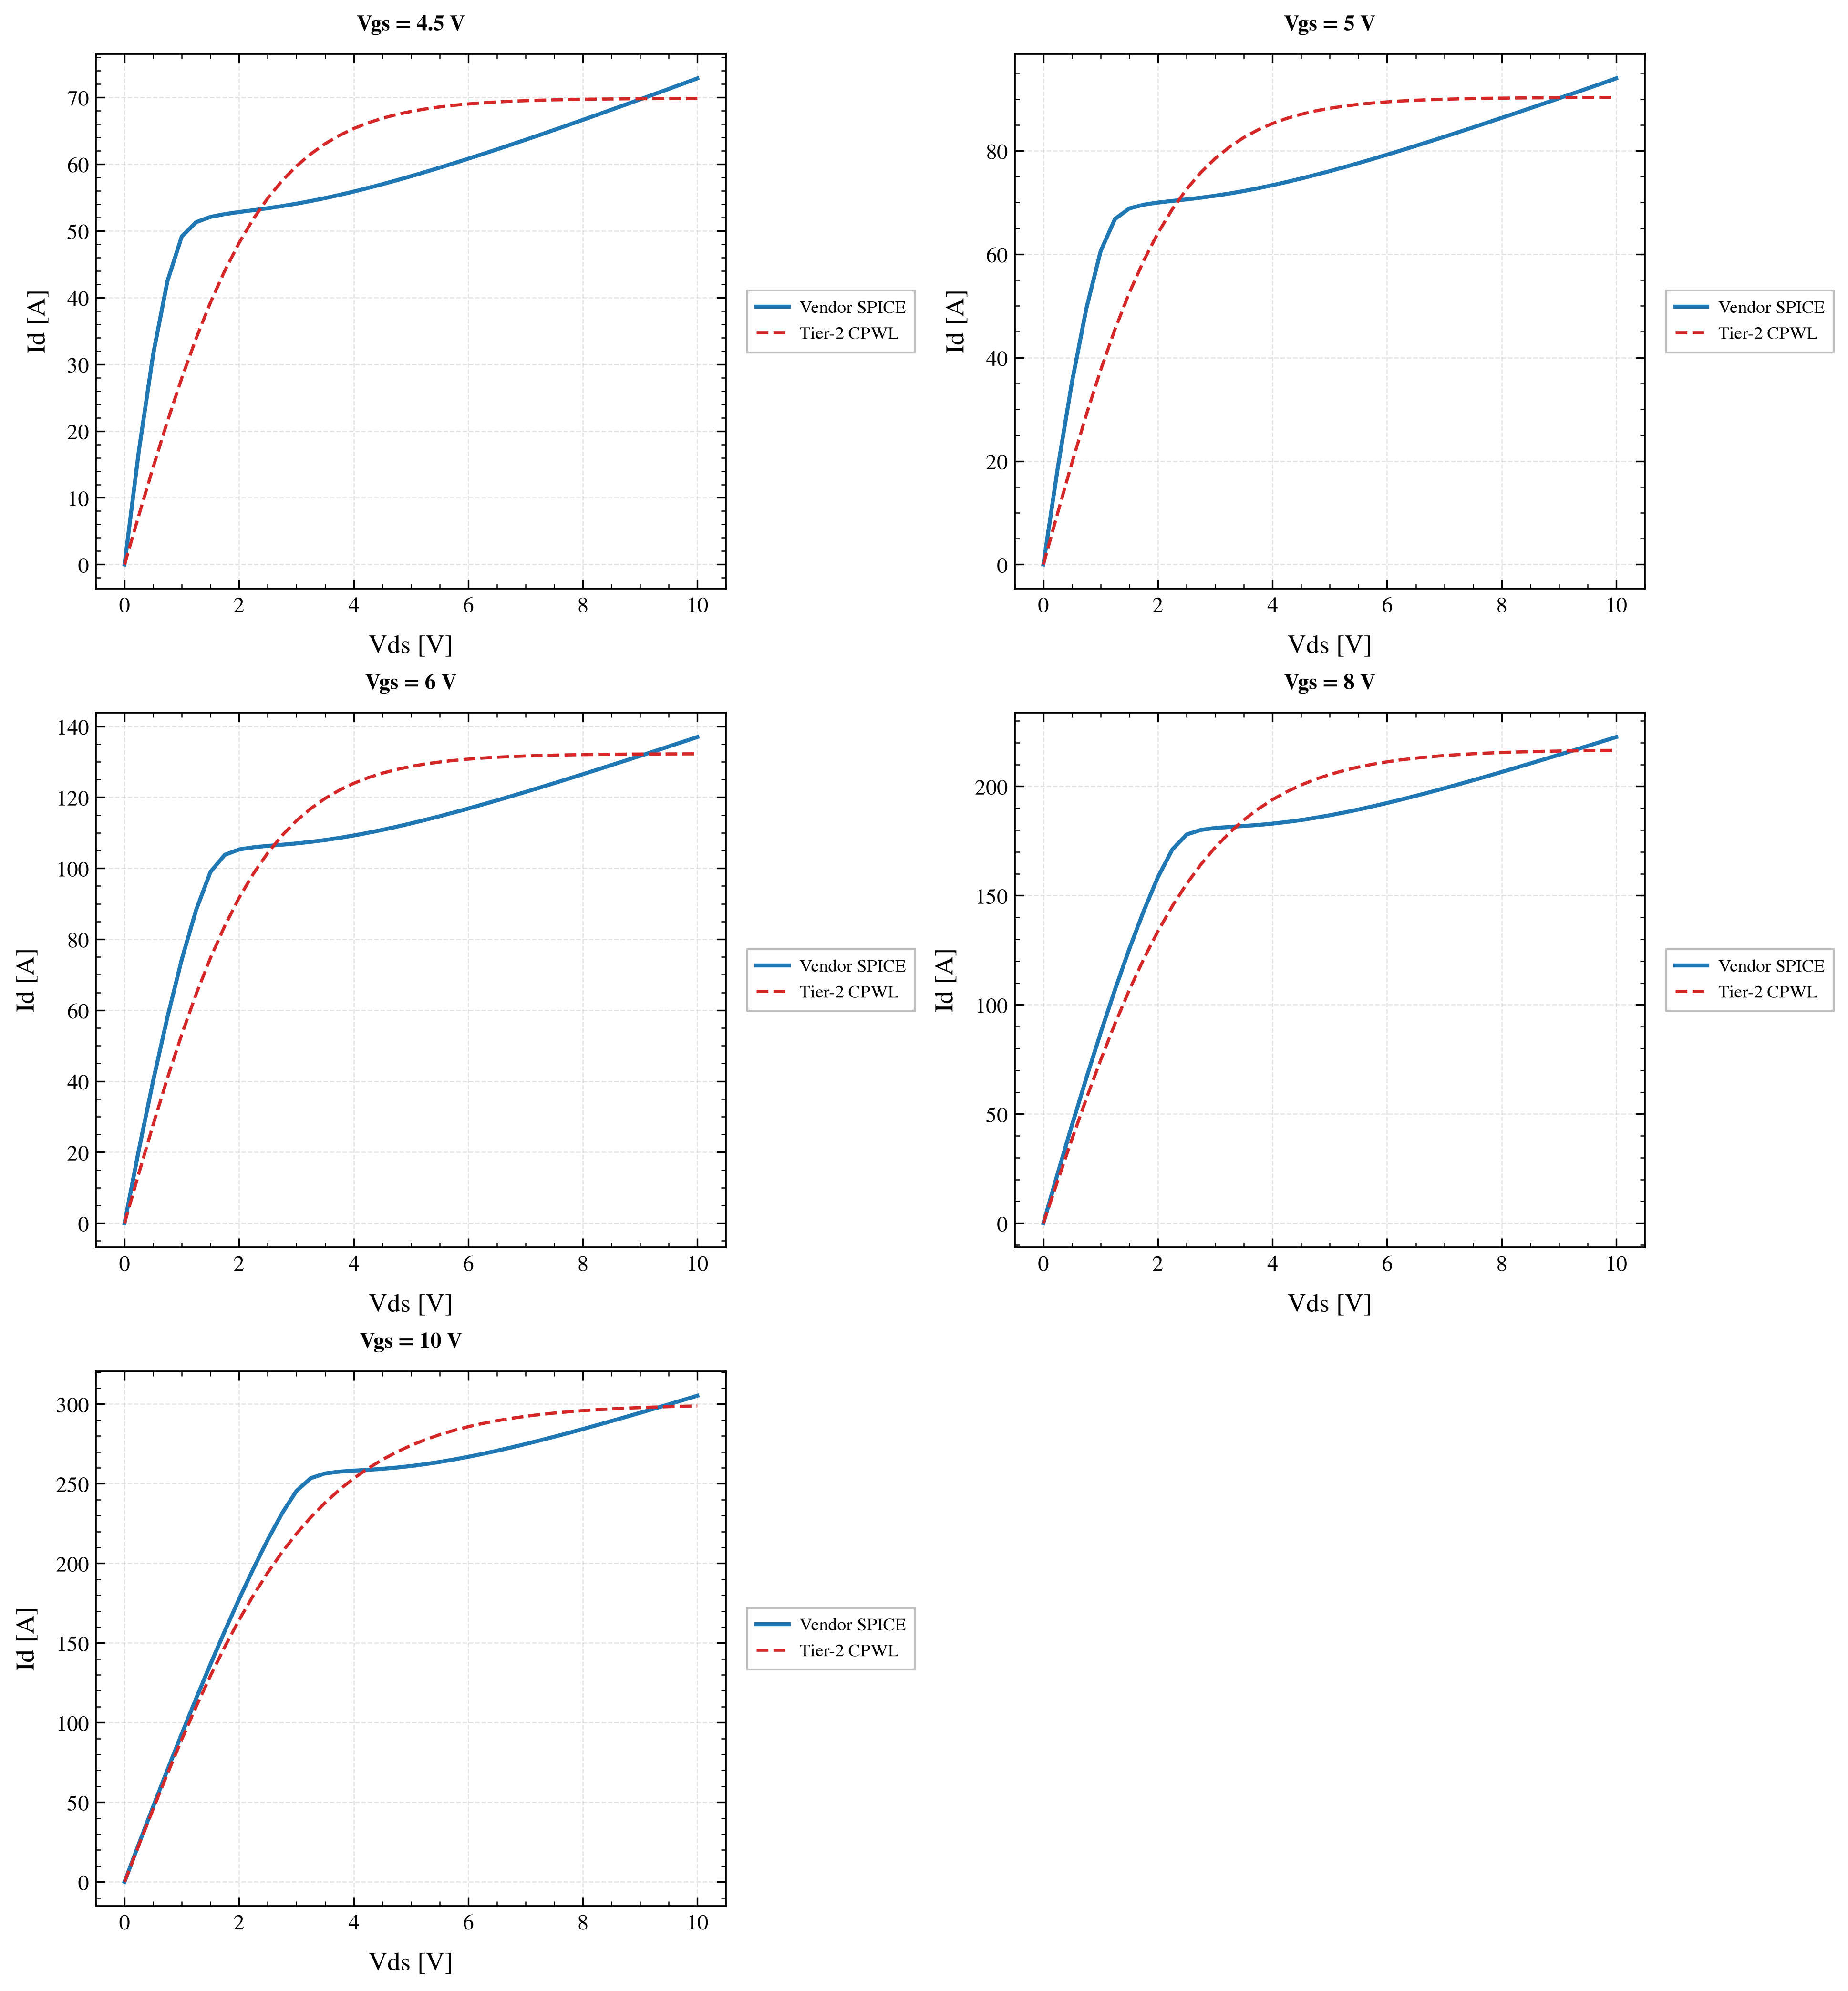 Vgs = 4.5 V
70
60
50
40
30
20
10
0
Id [A]
0 2 4 6 8 10
Vds [V]
Vendor SPICE
Tier-2 CPWL
Vgs = 5 V
80
60
40
20
0
Id [A]
0 2 4 6 8 10
Vds [V]
Vendor SPICE
Tier-2 CPWL
Vgs = 6 V
140
120
100
80
60
40
20
0
Id [A]
0 2 4 6 8 10
Vds [V]
Vendor SPICE
Tier-2 CPWL
Vgs = 8 V
200
150
100
50
0
Id [A]
0 2 4 6 8 10
Vds [V]
Vendor SPICE
Tier-2 CPWL
Vgs = 10 V
300
250
200
150
100
50
0
Id [A]
0 2 4 6 8 10
Vds [V]
Vendor SPICE
Tier-2 CPWL